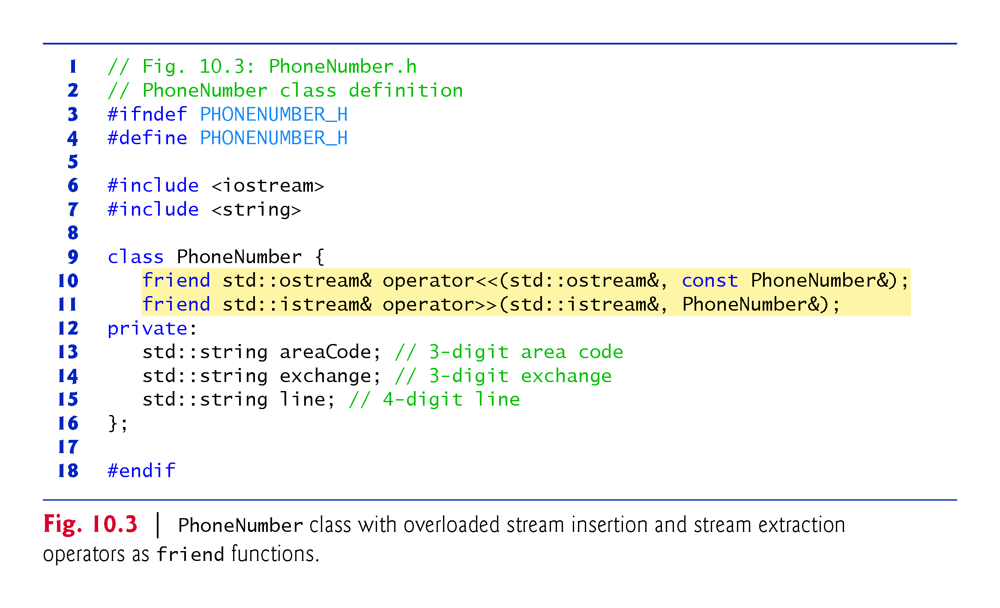 1 // Fig. 10.3: PhoneNumber.h
2 // PhoneNumber class definition
3 #ifndef PHONENUMBER_H
4 #define PHONENUMBER_H
5
6 #include <iostream>
7 #include <string>
8
9 class PhoneNumber {
10 friend std::ostream& operator<<(std::ostream&, const PhoneNumber&);
11 friend std::istream& operator>>(std::istream&, PhoneNumber&);
12 private:
13 std::string areaCode; // 3-digit area code
14 std::string exchange; // 3-digit exchange
15 std::string line; // 4-digit line
16 };
17
18 #endif
Fig. 10.3 | PhoneNumber class with overloaded stream insertion and stream extraction
operators as friend functions.